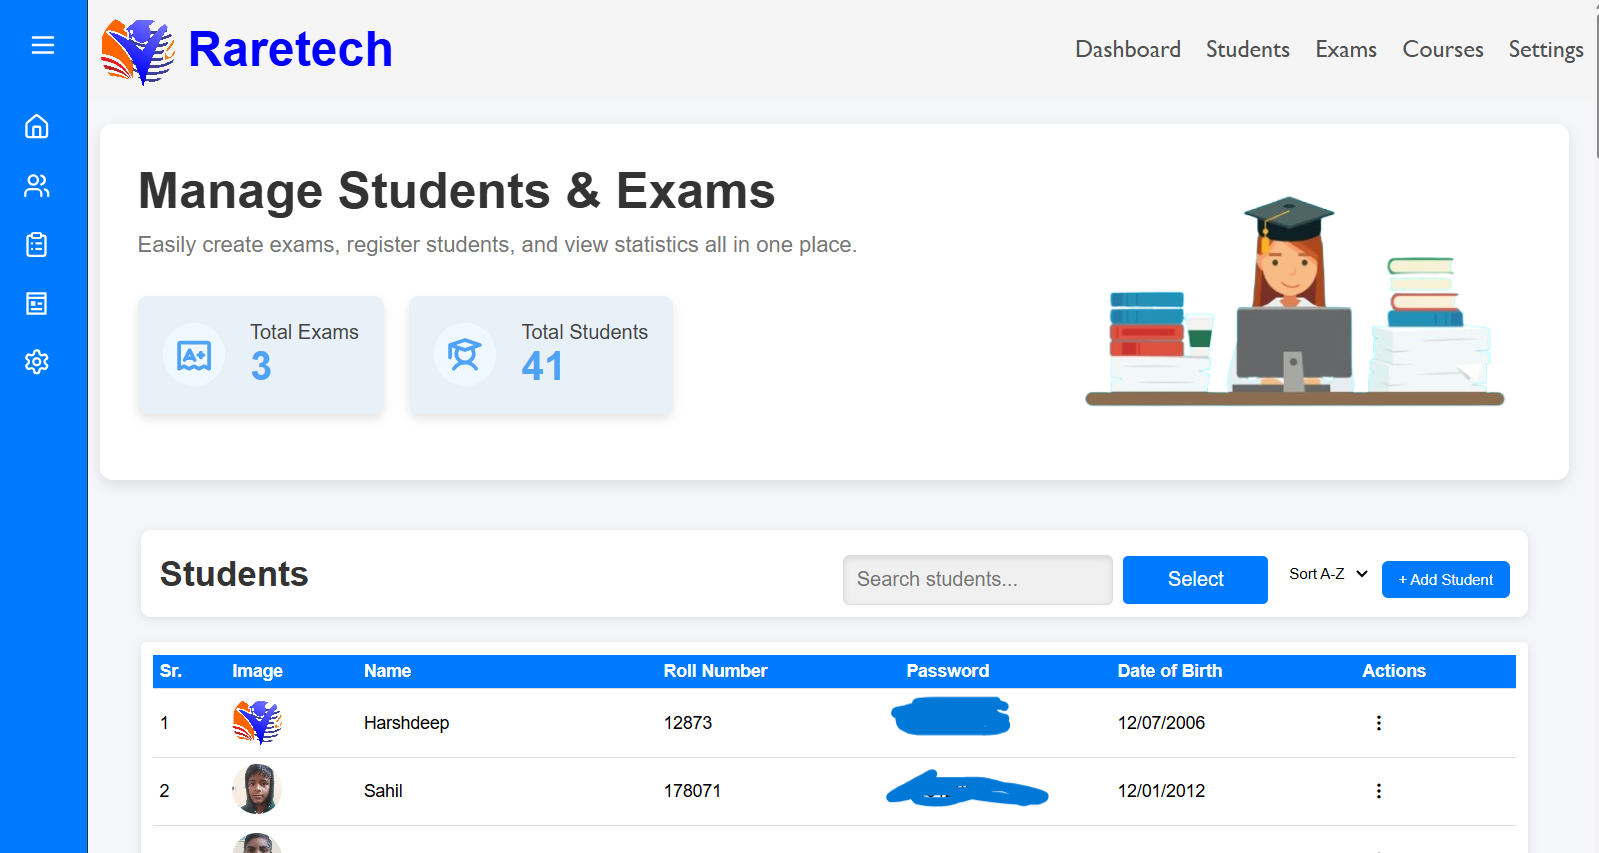 Raretech
Dashboard Students Exams Courses Settings
Manage Students & Exams
Easily create exams, register students, and view statistics all in one place.
Total Exams
3
Total Students
41
Students
Search students...
Select
Sort A-Z
+ Add Student
Sr. Image Name Roll Number Password Date of Birth Actions
1 Harshdeep 12873 12/07/2006
2 Sahil 178071 12/01/2012